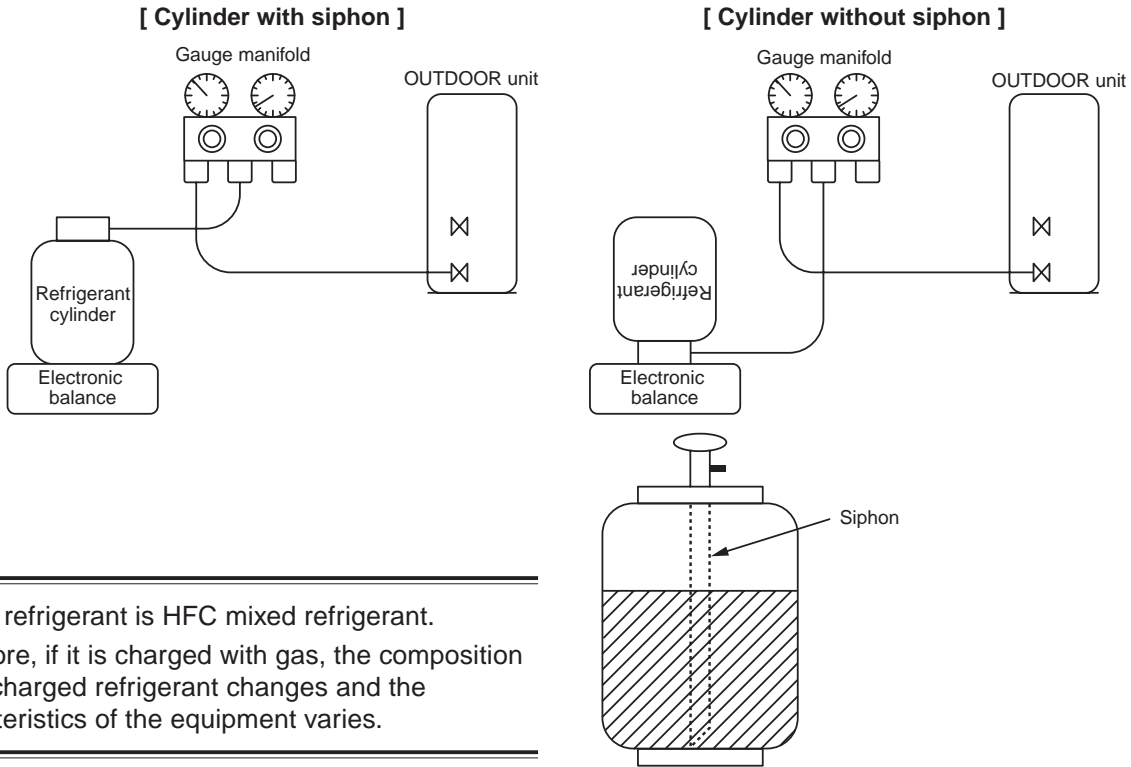 [ Cylinder with siphon ]
Gauge manifold
OUTDOOR unit
Refrigerant
cylinder
Electronic
balance
[ Cylinder without siphon ]
Gauge manifold
OUTDOOR unit
Refrigerant
cylinder
Electronic
balance
Siphon
refrigerant is HFC mixed refrigerant.
ore, if it is charged with gas, the composition
charged refrigerant changes and the
teristics of the equipment varies.